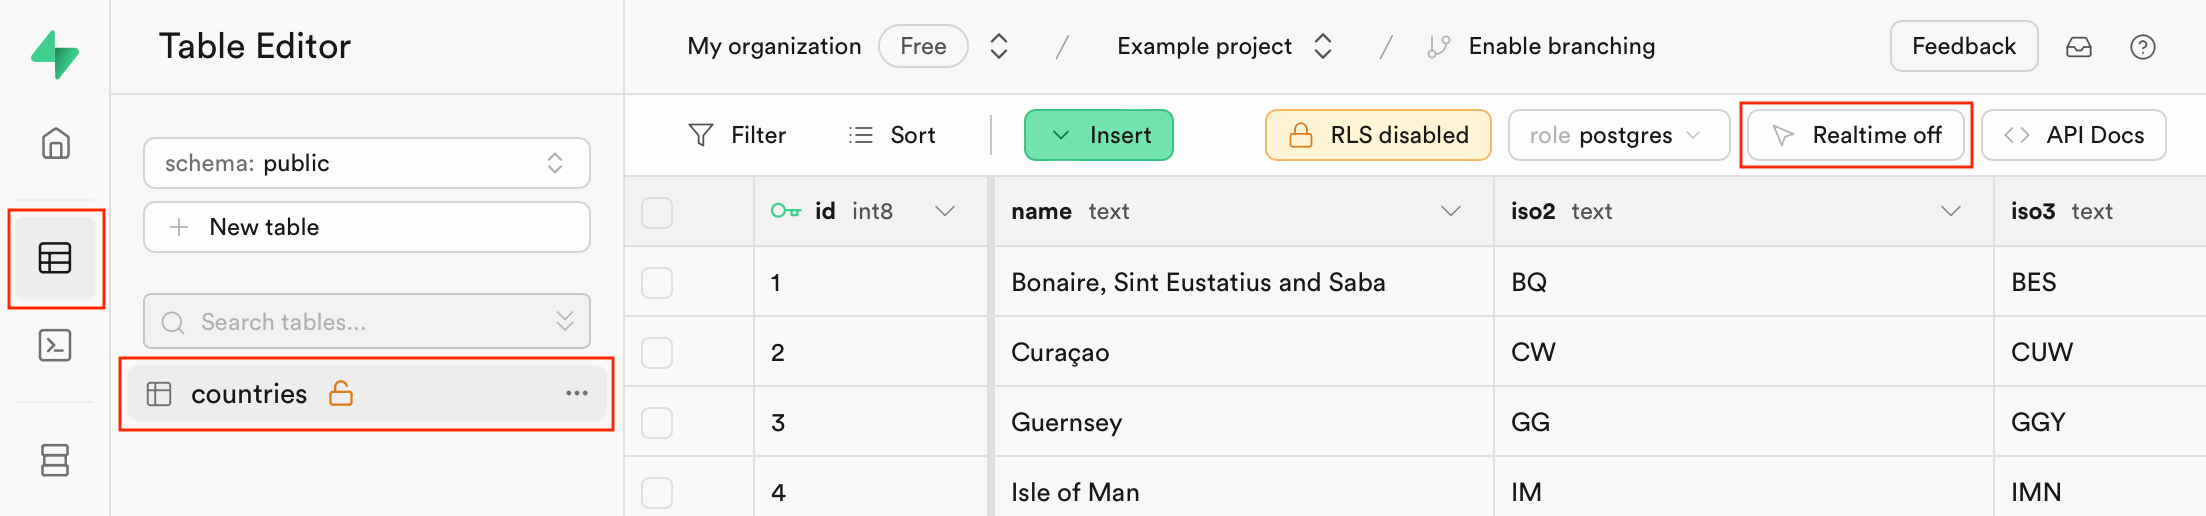 Table Editor
My organization Free / Example project / Enable branching
Feedback
schema: public
New table
Search tables...
countries
Filter Sort Insert RLS disabled role postgres Realtime off API Docs
id int8 name text iso2 text iso3 text
1 Bonaire, Sint Eustatius and Saba BQ BES
2 Curaçao CW CUW
3 Guernsey GG GGY
4 Isle of Man IM IMN